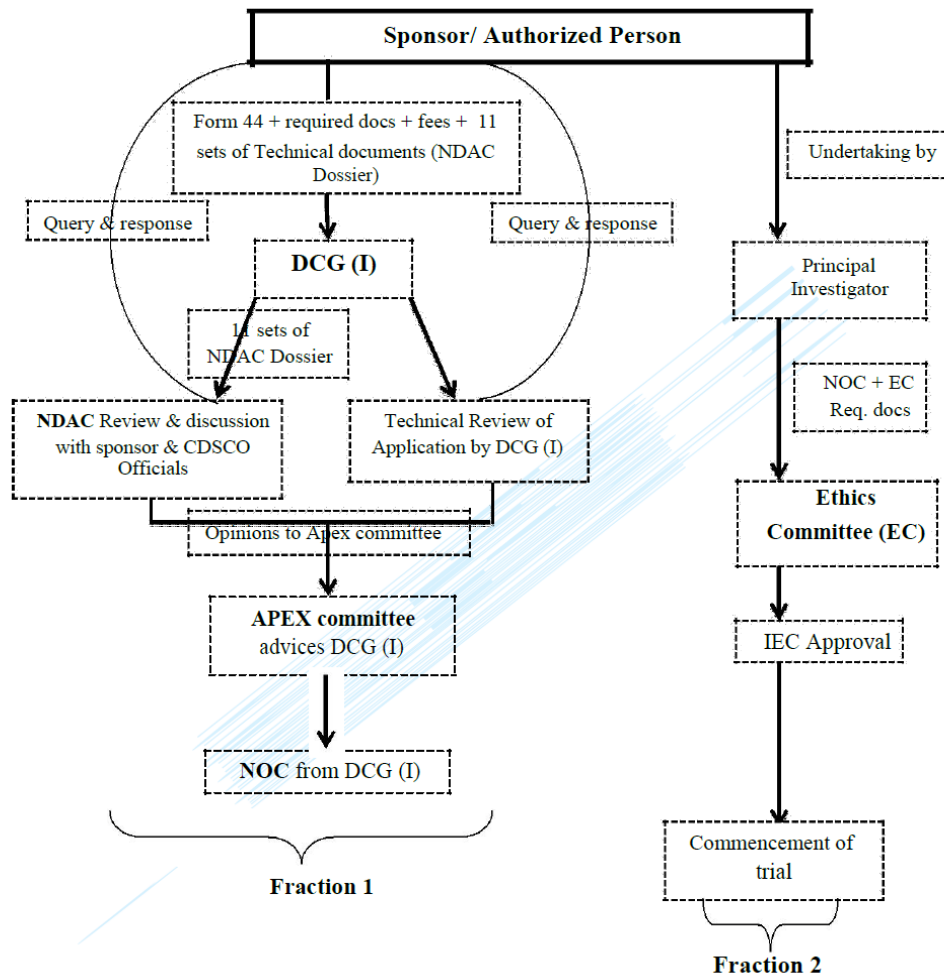 Sponsor/ Authorized Person
Form 44 + required docs + fees + 11
sets of Technical documents (NDAC
Dossier)
Undertaking by
Query & response
Query & response
DCG (I)
Principal
Investigator
11 sets of
NDAC Dossier
NOC + EC
Req. docs
NDAC Review & discussion
with sponsor & CDSCO
Officials
Technical Review of
Application by DCG (I)
Ethics
Committee (EC)
Opinions to Apex committee
APEX committee
advices DCG (I)
IEC Approval
NOC from DCG (I)
Commencement of
trial
Fraction 1
Fraction 2